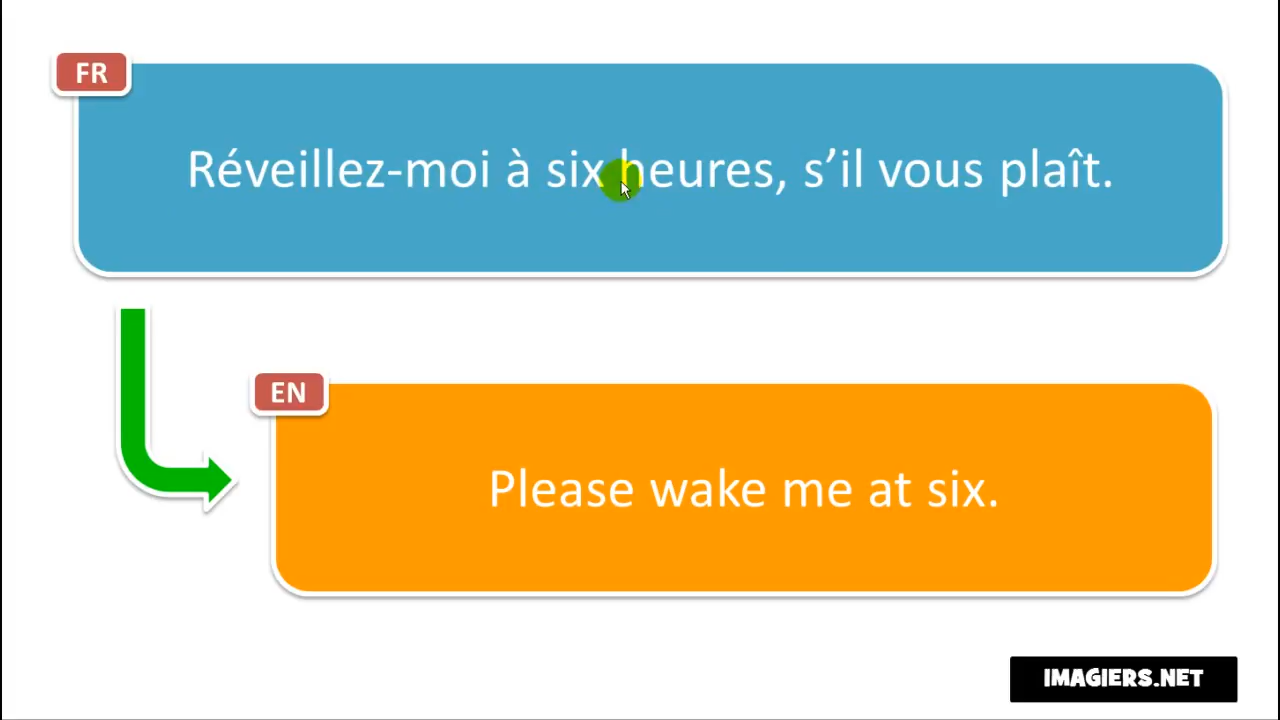 FR
Réveillez-moi à six heures, s’il vous plaît.
EN
Please wake me at six.
IMAGIERS.NET